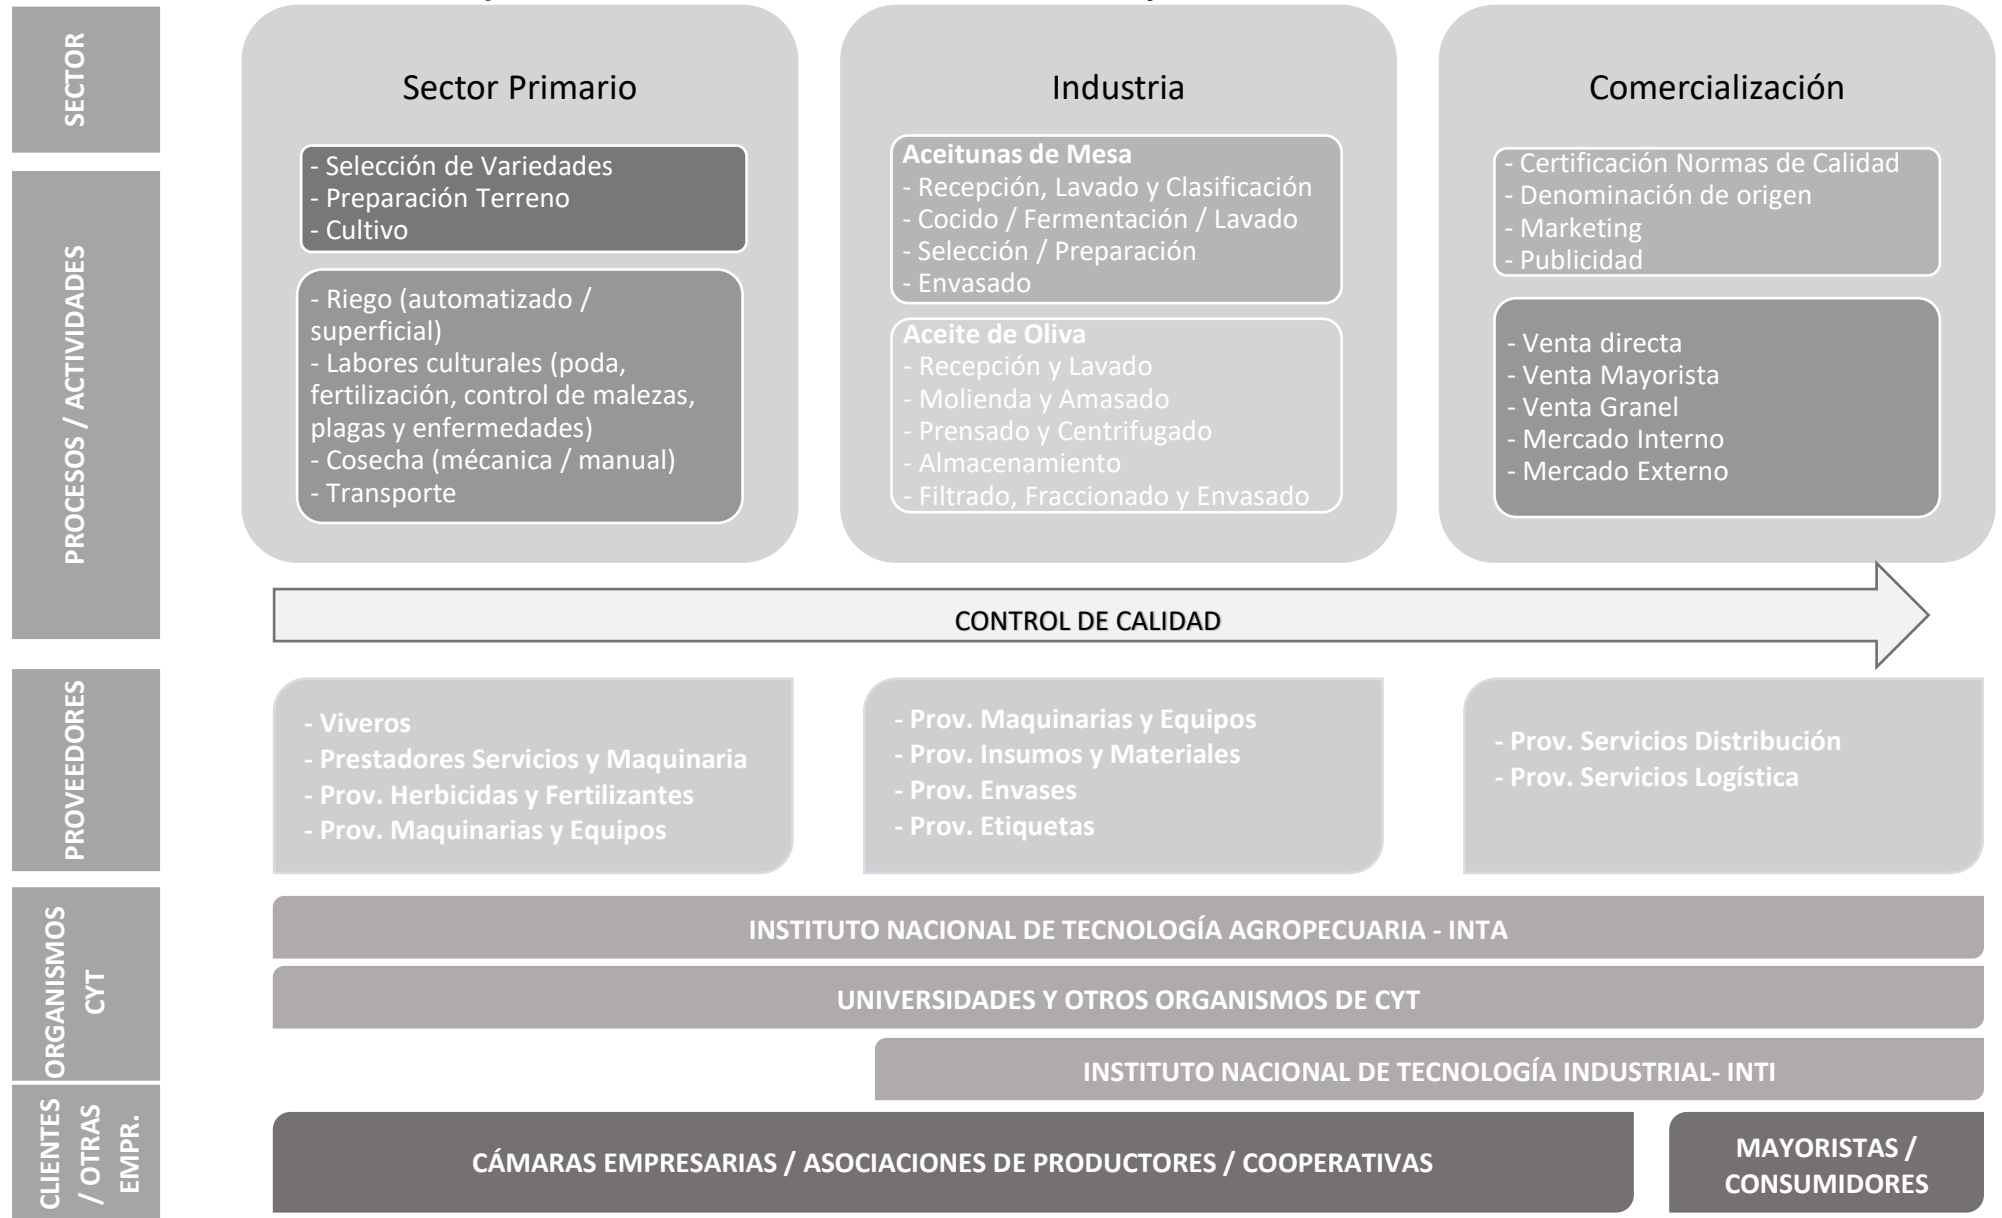 SECTOR
Sector Primario
Industria
Comercialización
PROCESOS / ACTIVIDADES
- Selección de Variedades
- Preparación Terreno
- Cultivo
- Riego (automatizado /
superficial)
- Labores culturales (poda,
fertilización, control de malezas,
plagas y enfermedades)
- Cosecha (mécanica / manual)
- Transporte
Aceitunas de Mesa
- Recepción, Lavado y Clasificación
- Cocido / Fermentación / Lavado
- Selección / Preparación
- Envasado
Aceite de Oliva
- Recepción y Lavado
- Molienda y Amasado
- Prensado y Centrifugado
- Almacenamiento
- Filtrado, Fraccionado y Envasado
- Certificación Normas de Calidad
- Denominación de origen
- Marketing
- Publicidad
- Venta directa
- Venta Mayorista
- Venta Granel
- Mercado Interno
- Mercado Externo
CONTROL DE CALIDAD
PROVEEDORES
- Viveros
- Prestadores Servicios y Maquinaria
- Prov. Herbicidas y Fertilizantes
- Prov. Maquinarias y Equipos
- Prov. Maquinarias y Equipos
- Prov. Insumos y Materiales
- Prov. Envases
- Prov. Etiquetas
- Prov. Servicios Distribución
- Prov. Servicios Logística
ORGANISMOS
CYT
INSTITUTO NACIONAL DE TECNOLOGÍA AGROPECUARIA - INTA
UNIVERSIDADES Y OTROS ORGANISMOS DE CYT
INSTITUTO NACIONAL DE TECNOLOGÍA INDUSTRIAL- INTI
CLIENTES
/ OTRAS
EMPR.
CÁMARAS EMPRESARIAS / ASOCIACIONES DE PRODUCTORES / COOPERATIVAS
MAYORISTAS /
CONSUMIDORES